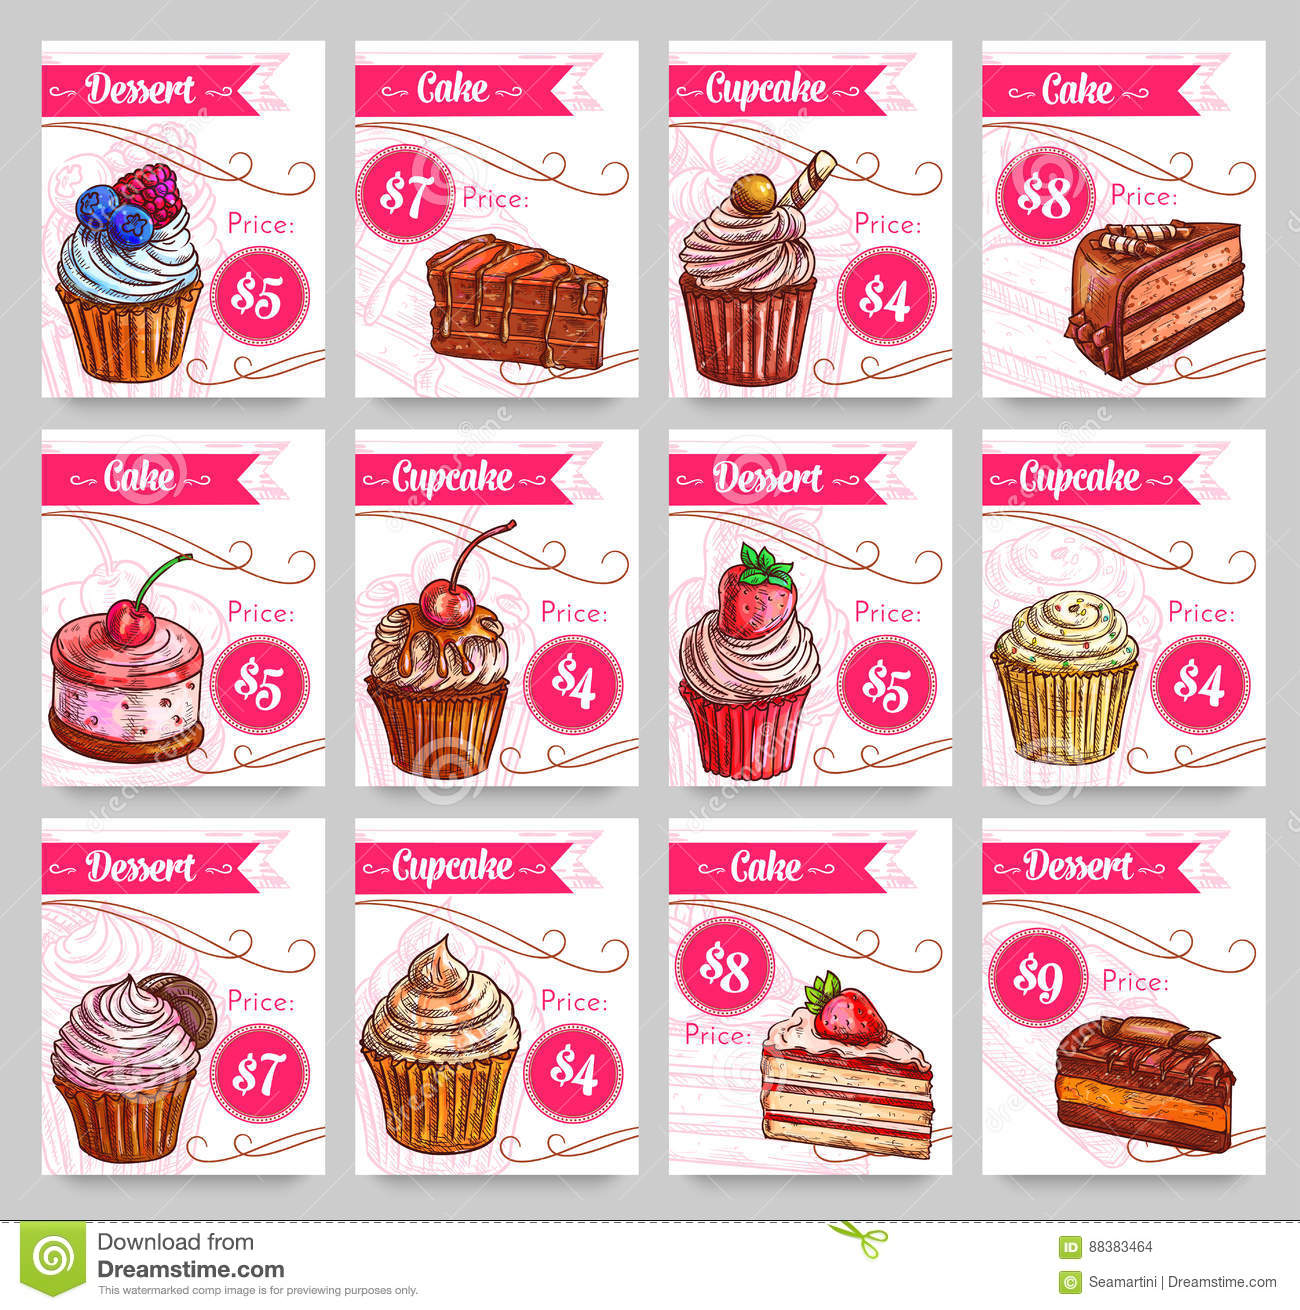 Dessert
Price:
$5
Cake
$7 Price:
Cupcake
Price:
$4
Cake
$8 Price:
Cake
Price:
$5
Cupcake
Price:
$4
Dessert
Price:
$5
Cupcake
Price:
$4
Dessert
Price:
$7
Cupcake
Price:
$4
Cake
$8
Price:
Dessert
$9 Price:
Download from
Dreamstime.com
This watermarked comp image is for previewing purposes only.
ID 88383464
© Seamartini | Dreamstime.com